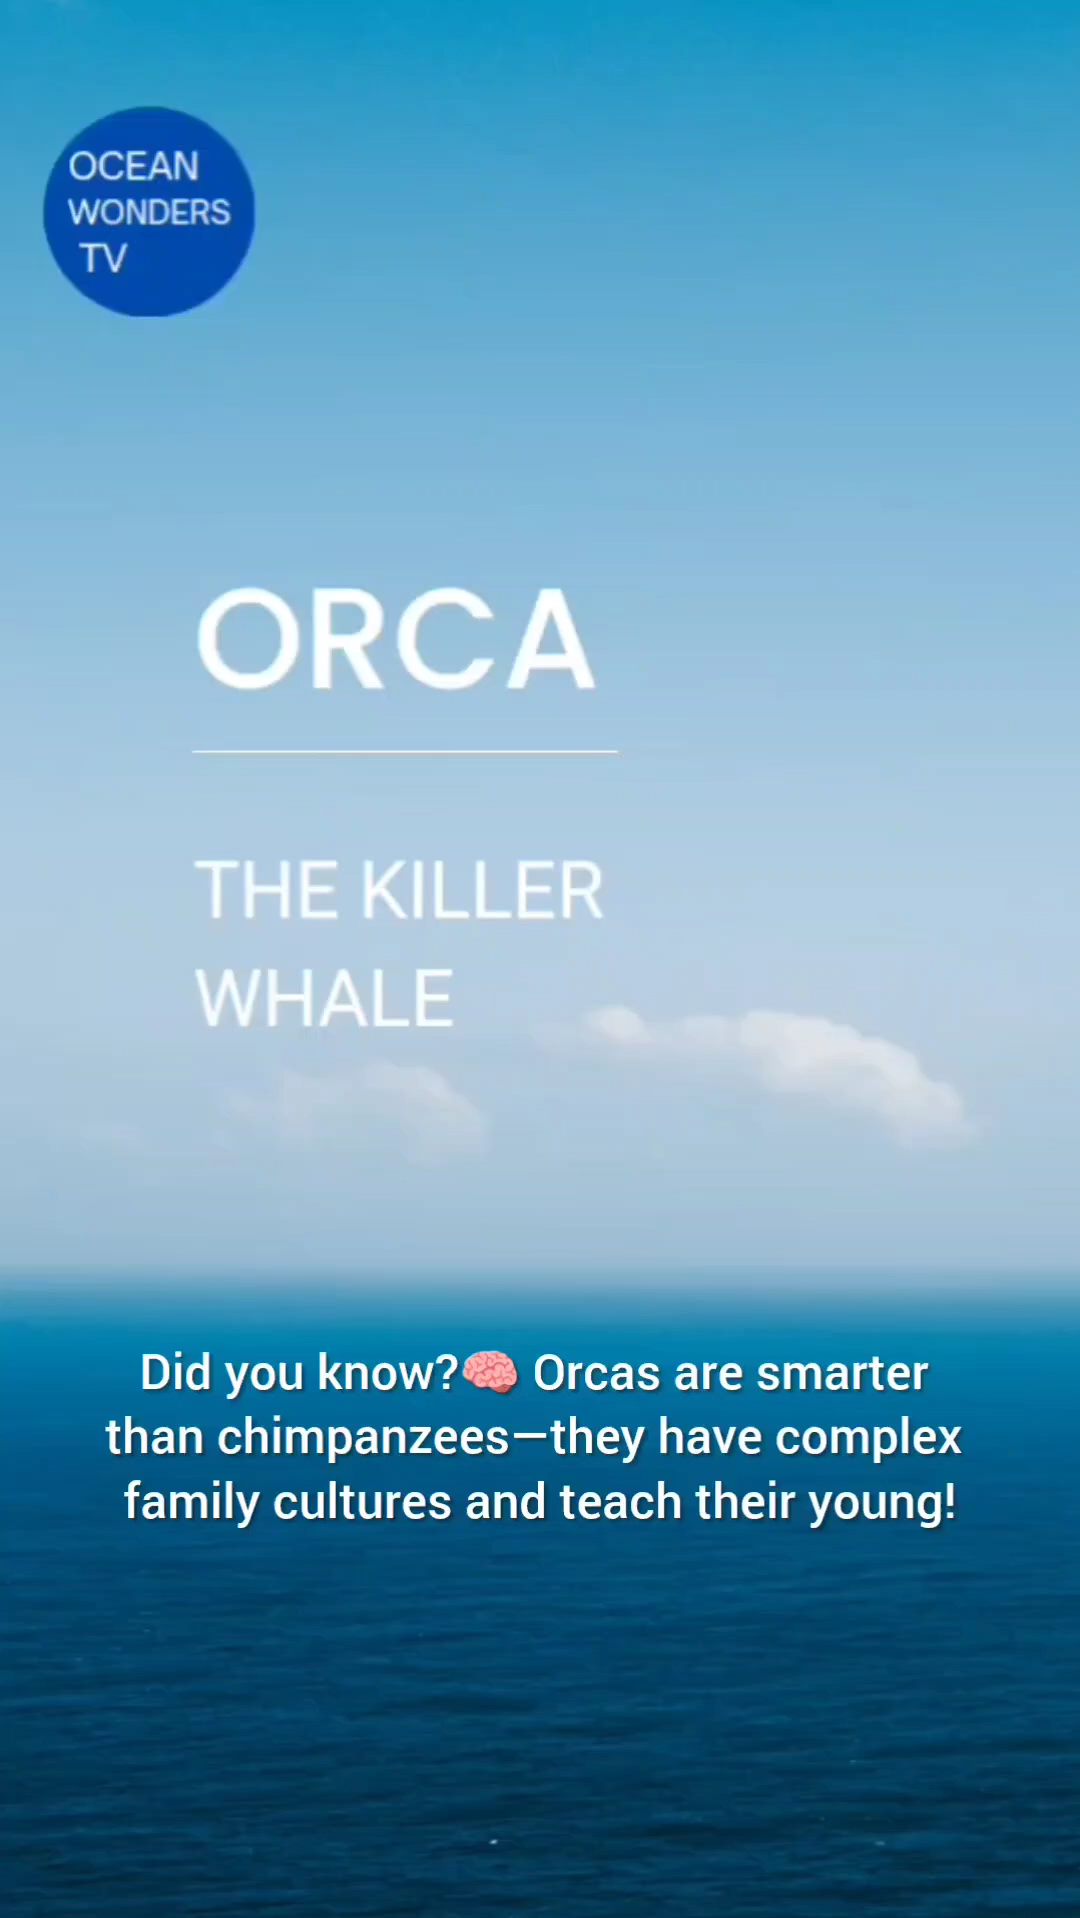 OCEAN
WONDERS
TV
ORCA
THE KILLER
WHALE
Did you know?🧠 Orcas are smarter
than chimpanzees—they have complex
family cultures and teach their young!